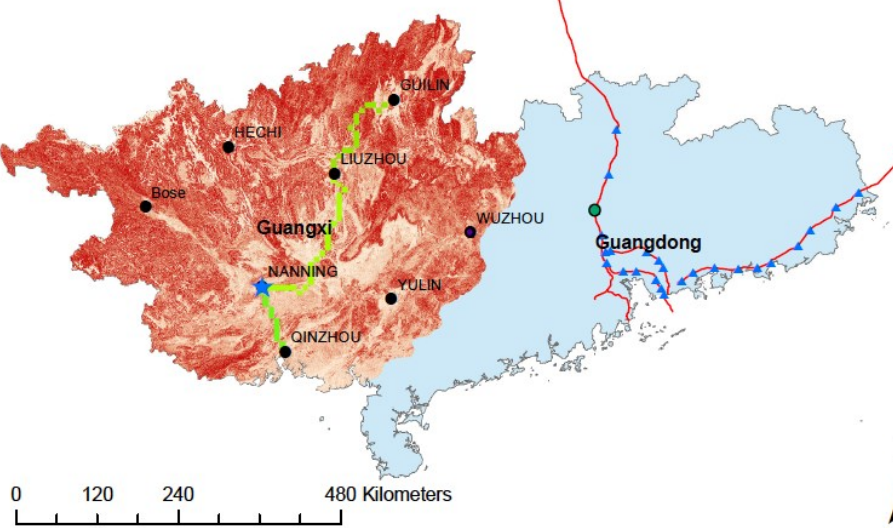 GUILIN
HECHI
LIUZHOU
Bose
Guangxi
WUZHOU
Guangdong
NANNING
YULIN
QINZHOU
0 120 240 480 Kilometers